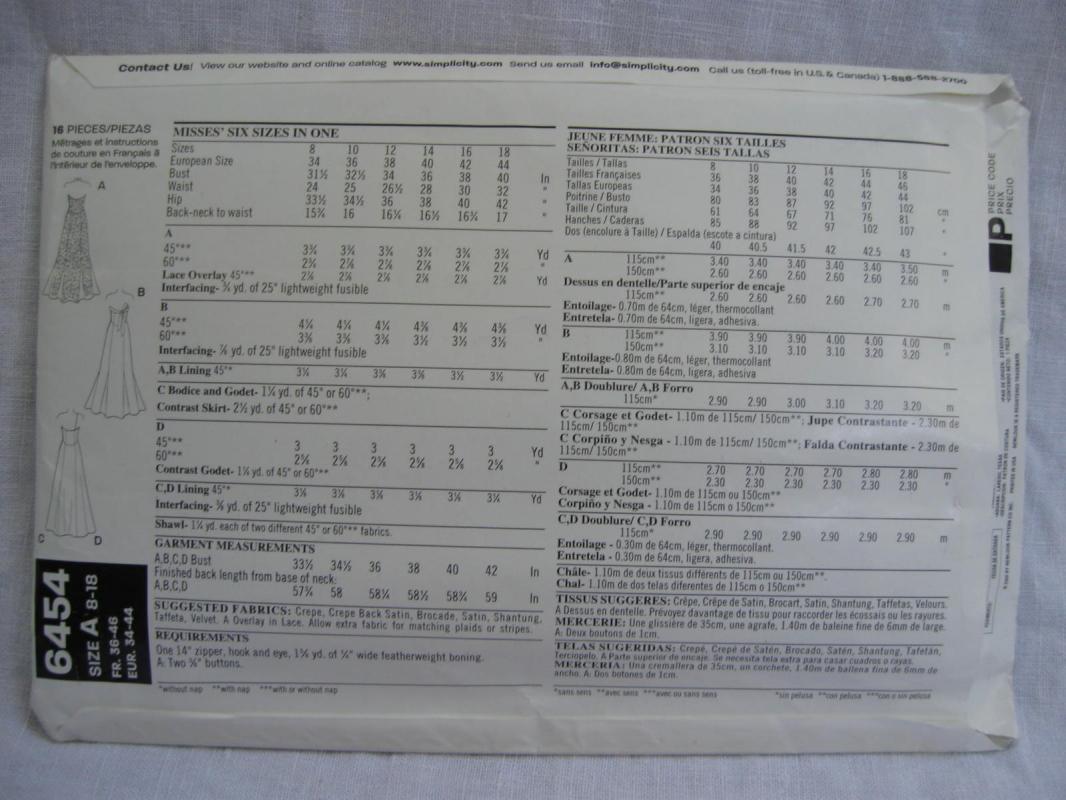 Contact Us! View our website and online catalog www.simplicity.com Send us email info@simplicity.com Call us (toll-free in U.S. & Canada) 1-888-588-2700
16 PIECES/PIEZAS
Métrages et instructions
de couture en Français à
l'intérieur de l'enveloppe.
A
B
C D
6454
SIZE A 8-18
FR. 36-46
EUR. 34-44
MISSES' SIX SIZES IN ONE
Sizes 8 10 12 14 16 18
European Size 34 36 38 40 42 44
Bust 31½ 32½ 34 36 38 40 In
Waist 24 25 26½ 28 30 32 "
Hip 33½ 34½ 36 38 40 42 "
Back-neck to waist 15¾ 16 16¼ 16½ 16¾ 17 "
A
45"** Yd
60"** "
Lace Overlay 45"** Yd
Interfacing- yd. of 25" lightweight fusible
B
45"** Yd
60"** "
Interfacing- ⅞ yd. of 25" lightweight fusible
A,B Lining 45"* Yd
C Bodice and Godet- 1¼ yd. of 45" or 60"**;
Contrast Skirt- 2½ yd. of 45" or 60"**
D
45"** 3 3 3 3 3 3 Yd
60"** "
Contrast Godet- 1¼ yd. of 45" or 60"**
C,D Lining 45"* Yd
Interfacing- yd. of 25" lightweight fusible
Shawl- 1¼ yd. each of two different 45" or 60"** fabrics.
GARMENT MEASUREMENTS
A,B,C,D Bust 33½ 34½ 36 38 40 42 In
Finished back length from base of neck:
A,B,C,D 57¾ 58 58¼ 58½ 58¾ 59 In
SUGGESTED FABRICS: Crepe, Crepe Back Satin, Brocade, Satin, Shantung,
Taffeta, Velvet. A Overlay in Lace. Allow extra fabric for matching plaids or stripes.
REQUIREMENTS
One 14" zipper, hook and eye, yd. of ¼" wide featherweight boning.
A: Two buttons.
*without nap **with nap ***with or without nap
JEUNE FEMME: PATRON SIX TAILLES
SEÑORITAS: PATRON SEIS TALLAS
Tailles / Tallas 8 10 12 14 16 18
Tailles Françaises 36 38 40 42 44 46
Tallas Europeas 34 36 38 40 42 44
Poitrine / Busto 80 83 87 92 97 102 cm
Taille / Cintura 61 64 67 71 76 81 "
Hanches / Caderas 85 88 92 97 102 107 "
Dos (encolure à Taille) / Espalda (escote a cintura)
40 40.5 41.5 42 42.5 43 "
A 115cm** 3.40 3.40 3.40 3.40 3.40 3.50 m
150cm** 2.60 2.60 2.60 2.60 2.60 2.60 "
Dessus en dentelle/Parte superior de encaje
115cm** 2.60 2.60 2.60 2.60 2.70 2.70 m
Entoilage- 0.70m de 64cm, léger, thermocollant
Entretela- 0.70m de 64cm, ligera, adhesiva.
B 115cm** 3.90 3.90 3.90 4.00 4.00 4.00 m
150cm** 3.10 3.10 3.10 3.10 3.20 3.20 "
Entoilage-0.80m de 64cm, léger, thermocollant
Entretela- 0.80m de 64cm, ligera, adhesiva
A,B Doublure/ A,B Forro
115cm* 2.90 2.90 3.00 3.10 3.20 3.20 m
C Corsage et Godet- 1.10m de 115cm/ 150cm**; Jupe Contrastante - 2.30m de
115cm/ 150cm**
C Corpiño y Nesga - 1.10m de 115cm/ 150cm**; Falda Contrastante - 2.30m de
115cm/ 150cm**
D 115cm** 2.70 2.70 2.70 2.70 2.80 2.80 m
150cm** 2.30 2.30 2.30 2.30 2.30 2.30 "
Corsage et Godet- 1.10m de 115cm ou 150cm**
Corpiño y Nesga - 1.10m de 115cm o 150cm**
C,D Doublure/ C,D Forro
115cm* 2.90 2.90 2.90 2.90 2.90 2.90 m
Entoilage - 0.30m de 64cm, léger, thermocollant.
Entretela - 0.30m de 64cm, ligera, adhesiva.
Châle- 1.10m de deux tissus différents de 115cm ou 150cm**.
Chal- 1.10m de dos telas diferentes de 115cm o 150cm**
TISSUS SUGGERES: Crêpe, Crêpe de Satin, Brocart, Satin, Shantung, Taffetas, Velours.
A Dessus en dentelle. Prévoyez davantage de tissu pour raccorder les écossais ou les rayures.
MERCERIE: Une glissière de 35cm, une agrafe, 1.40m de baleine fine de 6mm de large.
A: Deux boutons de 1cm.
TELAS SUGERIDAS: Crepé, Crepé de Satén, Brocado, Satén, Shantung, Tafetán,
Terciopelo. A Parte superior de encaje. Se necesita tela extra para casar cuadros o rayas.
MERCERIA: Una cremallera de 35cm, un corchete, 1.40m de ballena fina de 6mm de
ancho. A: Dos botones de 1cm.
*sans sens **avec sens ***avec ou sans sens *sin pelusa **con pelusa ***con o sin pelusa
P PRICE CODE
PRIX
PRECIO